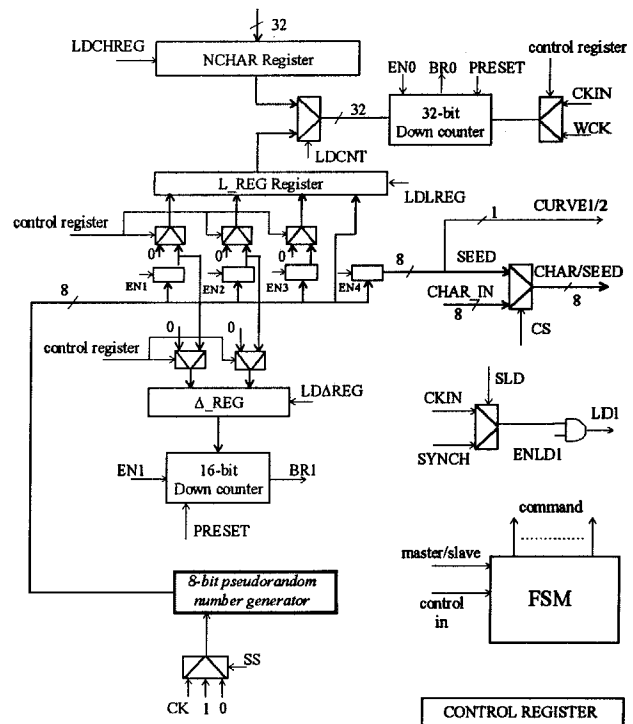 32
LDCHREG
NCHAR Register
control register
EN0 BR0 PRESET
CKIN
32
32-bit
Down counter
WCK
LDCNT
L_REG Register
LDLREG
control register
1
CURVE1/2
0 0 0
8
SEED
CHAR/SEED
EN1 EN2 EN3 EN4
8
CHAR_IN
8
8
CS
0 0
control register
SLD
LDΔREG
CKIN
Δ_REG
LD1
SYNCH
ENLD1
EN1
16-bit
Down counter
BR1
PRESET
command
master/slave
8-bit pseudorandom
number generator
FSM
control
in
SS
CK 1 0
CONTROL REGISTER